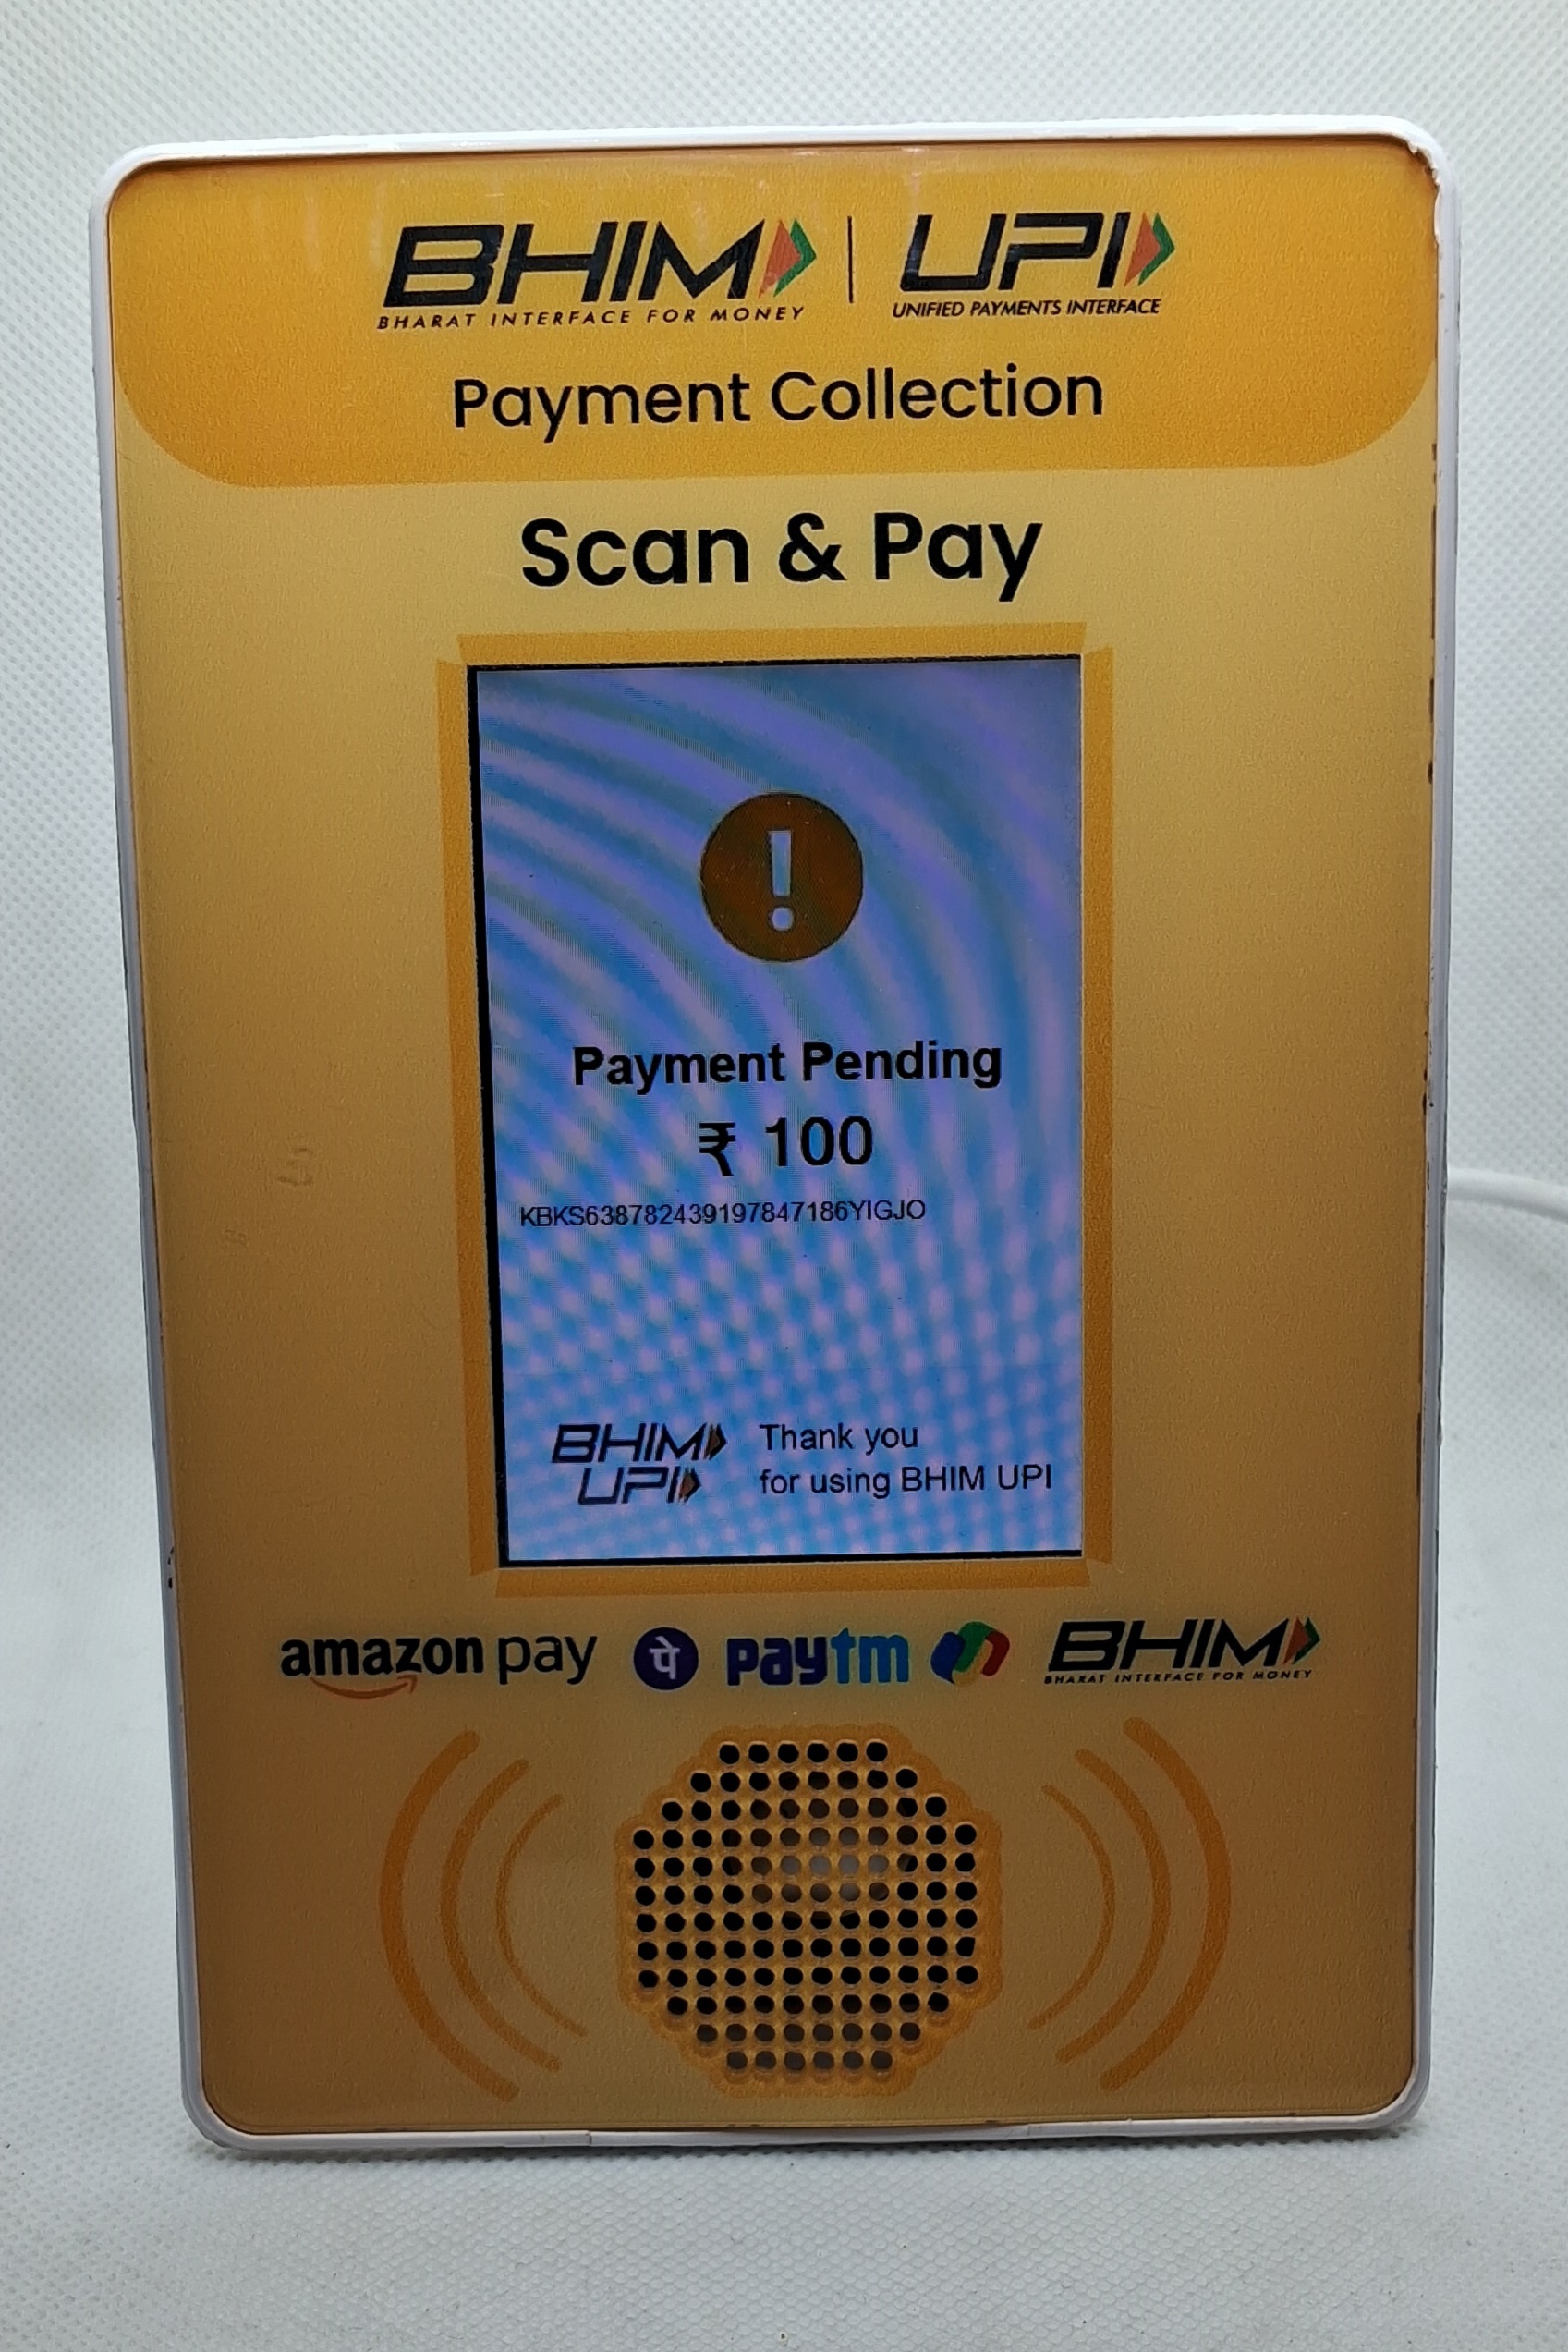 BHIM | UPI
BHARAT INTERFACE FOR MONEY UNIFIED PAYMENTS INTERFACE
Payment Collection
Scan & Pay
!
Payment Pending
₹ 100
KBKS638782439197847186YIGJO
BHIM Thank you
UPI for using BHIM UPI
amazon pay पे paytm BHIM
BHARAT INTERFACE FOR MONEY